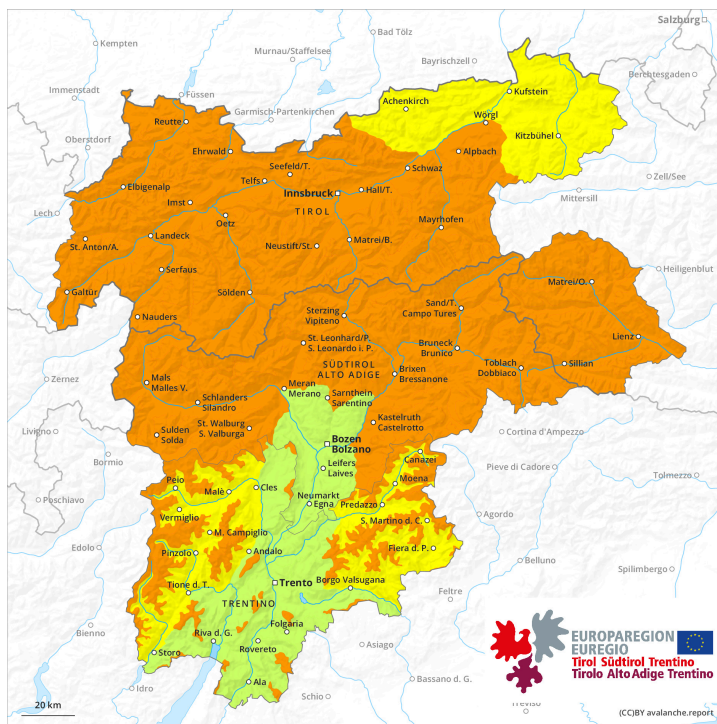 Salzburg
Kempten
Bad Tölz
Murnau/Staffelsee
Bayrischzell
Berchtesgaden
Immenstadt
Füssen
Garmisch-Partenkirchen
Achenkirch
Kufstein
Reutte
Wörgl
Kitzbühel
Oberstdorf
Ehrwald
Seefeld/T.
Alpbach
Telfs
Schwaz
Zell/See
Elbigenalp
Innsbruck
Hall/T.
Mittersill
Imst
TIROL
Lech
Oetz
Mayrhofen
Landeck
St. Anton/A.
Neustift/St.
Matrei/B.
Serfaus
Heiligenblut
Galtür
Sölden
Matrei/O.
Nauders
Sterzing
Vipiteno
Sand/T.
Campo Tures
Lienz
St. Leonhard/P.
S. Leonardo i. P.
Bruneck
Brunico
Toblach
Dobbiaco
Sillian
SÜDTIROL
ALTO ADIGE
Brixen
Bressanone
Zernez
Mals
Malles V.
Meran
Merano
Sarnthein
Sarentino
Schlanders
Silandro
St. Walburg
S. Valburga
Kastelruth
Castelrotto
Livigno
Sulden
Solda
Bozen
Bolzano
Cortina d'Ampezzo
Bormio
Canazei
Pieve di Cadore
Leifers
Laives
Tolmezzo
Poschiavo
Peio
Malè
Cles
Moena
Neumarkt
Egna
Predazzo
Vermiglio
S. Martino d. C.
Agordo
M. Campiglio
Edolo
Pinzolo
Andalo
Fiera d. P.
Belluno
Spilimbergo
Trento
Borgo Valsugana
Tione d. T.
Feltre
TRENTINO
Folgaria
Bienno
Riva d. G.
Rovereto
Asiago
Storo
Bassano d. G.
Idro
Ala
Schio
Treviso
EUROPAREGION
EUREGIO
Tirol Südtirol Trentino
Tirolo Alto Adige Trentino
20 km
(CC)BY avalanche.report